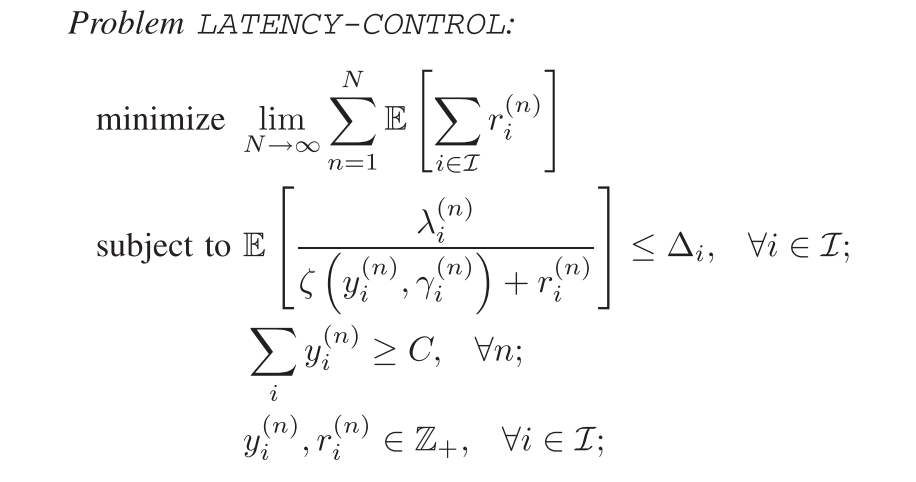 Problem LATENCY-CONTROL:
minimize $\lim_{N \to \infty} \sum_{n=1}^{N} \mathbb{E} \left[ \sum_{i \in \mathcal{I}} r_i^{(n)} \right]$
subject to $\mathbb{E} \left[ \frac{\lambda_i^{(n)}}{\zeta \left( y_i^{(n)}, \gamma_i^{(n)} \right) + r_i^{(n)}} \right] \leq \Delta_i, \quad \forall i \in \mathcal{I};$
$\sum_{i} y_i^{(n)} \geq C, \quad \forall n;$
$y_i^{(n)}, r_i^{(n)} \in \mathbb{Z}_+, \quad \forall i \in \mathcal{I};$